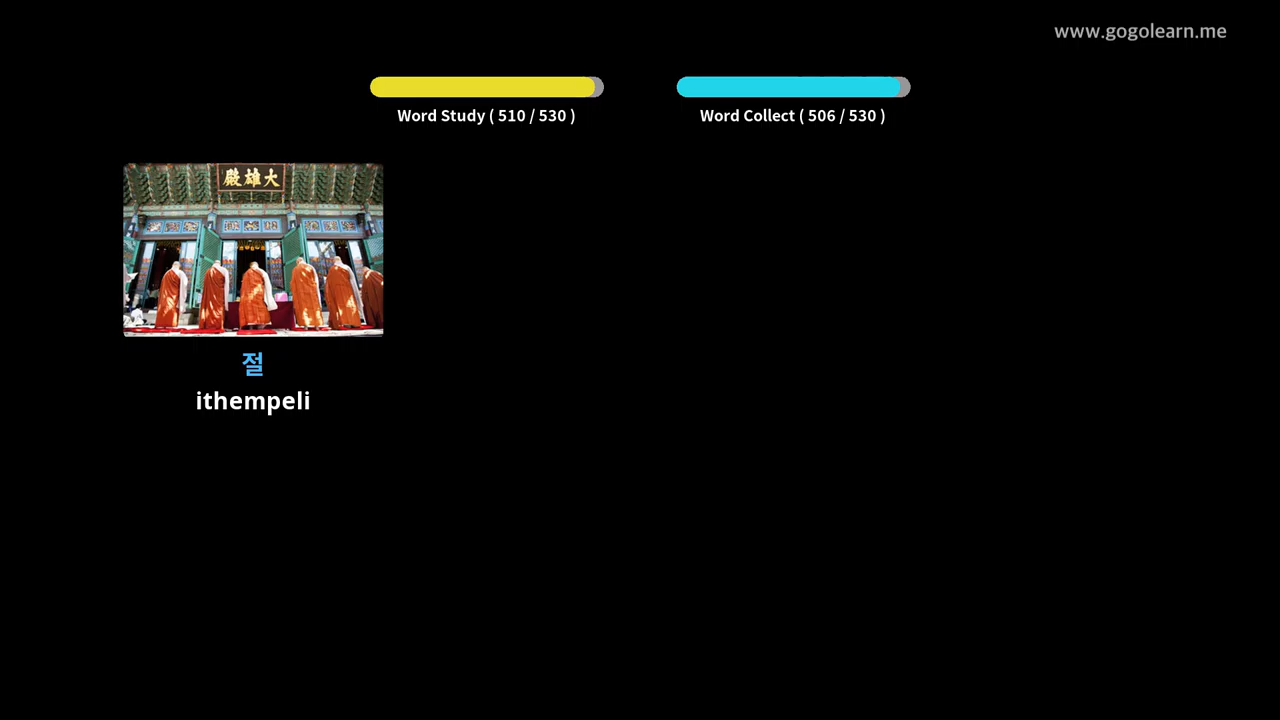 www.gogolearn.me
Word Study ( 510 / 530 )
Word Collect ( 506 / 530 )
殿雄大
절
ithempeli